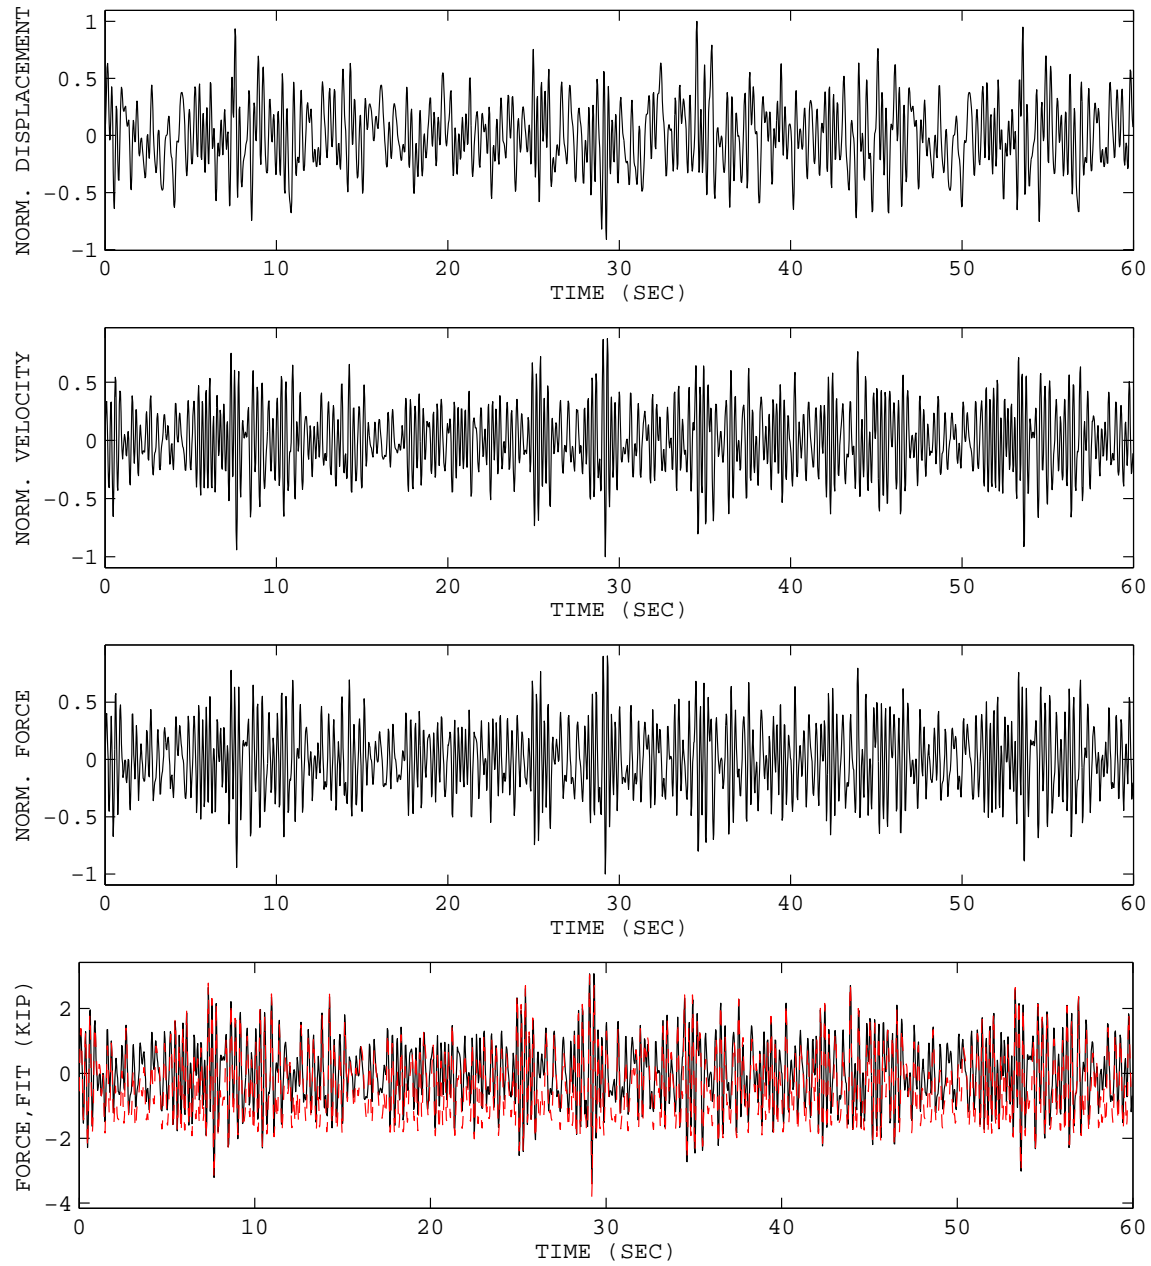 NORM. DISPLACEMENT
1
0.5
0
−0.5
−1
0 10 20 30 40 50 60
TIME (SEC)
NORM. VELOCITY
0.5
0
−0.5
−1
0 10 20 30 40 50 60
TIME (SEC)
NORM. FORCE
0.5
0
−0.5
−1
0 10 20 30 40 50 60
TIME (SEC)
FORCE,FIT (KIP)
2
0
−2
−4
0 10 20 30 40 50 60
TIME (SEC)